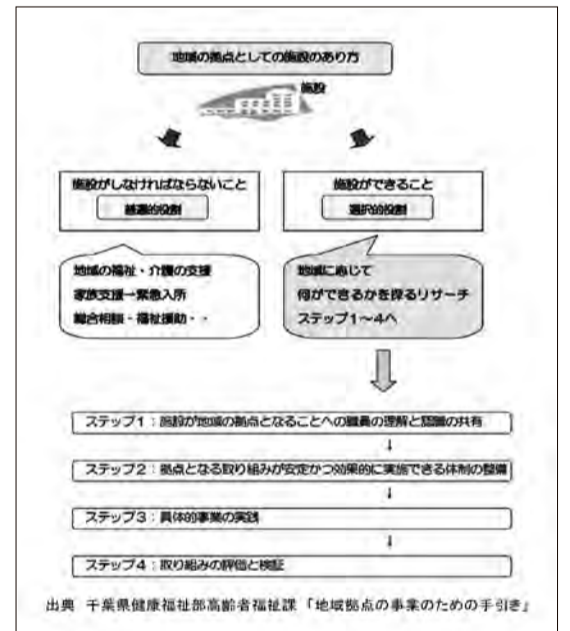 地域の拠点としての施設のあり方
施設
施設がしなければならないこと
施設ができること
役割
選択的役割
地域の福祉・介護の支援
家族支援→緊急入所
総合相談・福祉援助・・
地域に応じて
何ができるかを探るリサーチ
ステップ1～4へ
ステップ1：施設が地域の拠点となることへの職員の理解と認識の共有
↓
ステップ2：拠点となる取り組みが安定かつ効果的に実施できる体制の整備
↓
ステップ3：具体的事業の実践
↓
ステップ4：取り組みの評価と検証
出典 千葉県健康福祉部高齢者福祉課「地域拠点の事業のための手引き」